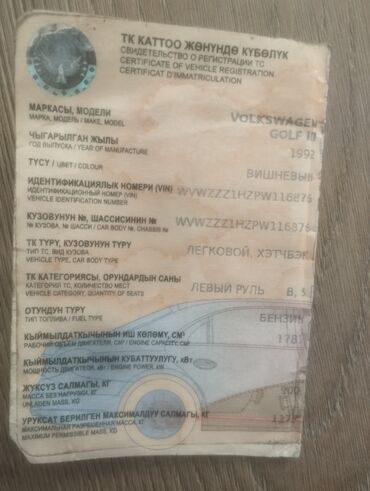 ТК КАТТОО ЖӨНҮНДӨ КҮБӨЛҮК
СВИДЕТЕЛЬСТВО О РЕГИСТРАЦИИ ТС
CERTIFICATE OF VEHICLE REGISTRATION
CERTIFICAT D'IMMATRICULATION
МАРКАСЫ, МОДЕЛИ VOLKSWAGEN
МАРКА, МОДЕЛЬ / MAKE, MODEL GOLF III
ЧЫГАРЫЛГАН ЖЫЛЫ 1992
ГОД ВЫПУСКА / YEAR OF MANUFACTURE
ТҮСҮ / ЦВЕТ / COLOUR ВИШНЕВЫЙ
ИДЕНТИФИКАЦИЯЛЫК НОМЕРИ (VIN)
ИДЕНТИФИКАЦИОННЫЙ НОМЕР (VIN) WVWZZZ1HZPW116876
VEHICLE IDENTIFICATION NUMBER
КУЗОВУНУН №, ШАССИСИНИН № WVWZZZ1HZPW116876
№ КУЗОВА, № ШАССИ / CAR BODY №, CHASSIS №
ТК ТҮРҮ, КУЗОВУНУН ТҮРҮ
ТИП ТС, ВИД КУЗОВА ЛЕГКОВОЙ, ХЭТЧБЭК
VEHICLE TYPE, CAR BODY TYPE
ТК КАТЕГОРИЯСЫ, ОРУНДАРДЫН САНЫ
КАТЕГОРИЯ ТС, КОЛИЧЕСТВО МЕСТ ЛЕВЫЙ РУЛЬ B, 5
VEHICLE CATEGORY, QUANTITY OF SEATS
ОТУНДУН ТҮРҮ БЕНЗИН
ТИП ТОПЛИВА / FUEL TYPE
КЫЙМЫЛДАТКЫЧЫНЫН ИШ КӨЛӨМҮ, СМ³
РАБОЧИЙ ОБЪЕМ ДВИГАТЕЛЯ, СМ³ / ENGINE CAPACITY, CM³
КЫЙМЫЛДАТКЫЧЫНЫН КУБАТТУУЛУГУ, кВт
МОЩНОСТЬ ДВИГАТЕЛЯ, кВт / ENGINE POWER, kW
ЖҮКСҮЗ САЛМАГЫ, КГ
МАССА БЕЗ НАГРУЗКИ, КГ
UNLADEN MASS, KG
УРУКСАТ БЕРИЛГЕН МАКСИМАЛДУУ САЛМАГЫ, КГ
МАКСИМАЛЬНАЯ РАЗРЕШЕННАЯ МАССА, КГ
MAXIMUM PERMISSIBLE MASS, KG